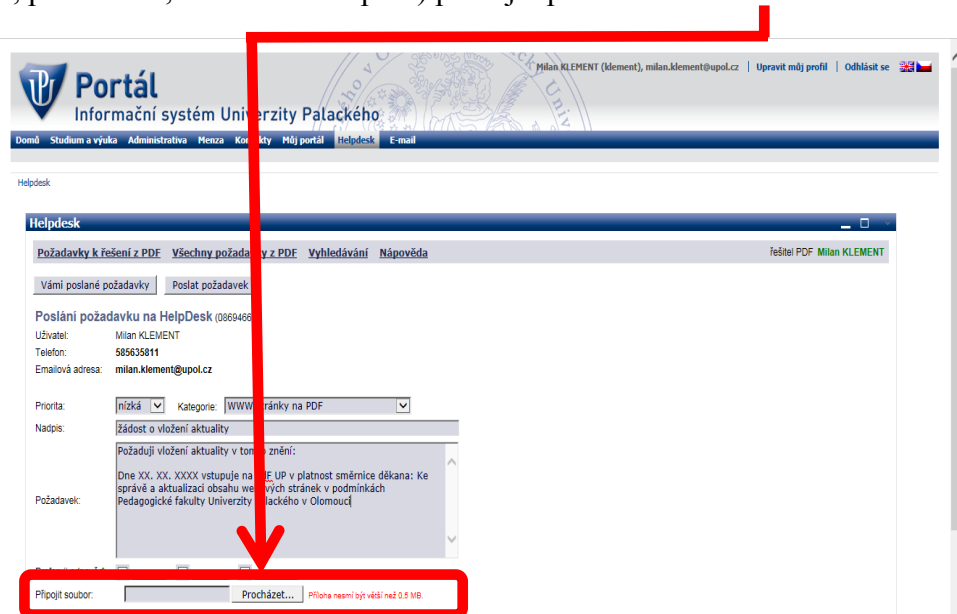 Milan KLEMENT (klement), milan.klement@upol.cz | Upravit můj profil | Odhlásit se
Portál
Informační systém Univerzity Palackého
Domů Studium a výuka Administrativa Menza Kontakty Můj portál Helpdesk E-mail
Helpdesk
Helpdesk
Požadavky k řešení z PDF Všechny požadavky z PDF Vyhledávání Nápověda řešitel PDF Milan KLEMENT
Vámi poslané požadavky Poslat požadavek
Poslání požadavku na HelpDesk (0869466
Uživatel: Milan KLEMENT
Telefon: 585635811
Emailová adresa: milan.klement@upol.cz
Priorita: nízká Kategorie: WWW stránky na PDF
Nadpis: žádost o vložení aktuality
Požaduji vložení aktuality v tomto znění:
Dne XX. XX. XXXX vstupuje na PdF UP v platnost směrnice děkana: Ke
správě a aktualizaci obsahu webových stránek v podmínkách
Požadavek: Pedagogické fakulty Univerzity Palackého v Olomouci
Připojit soubor: Procházet... Příloha nesmí být větší než 0,5 MB.